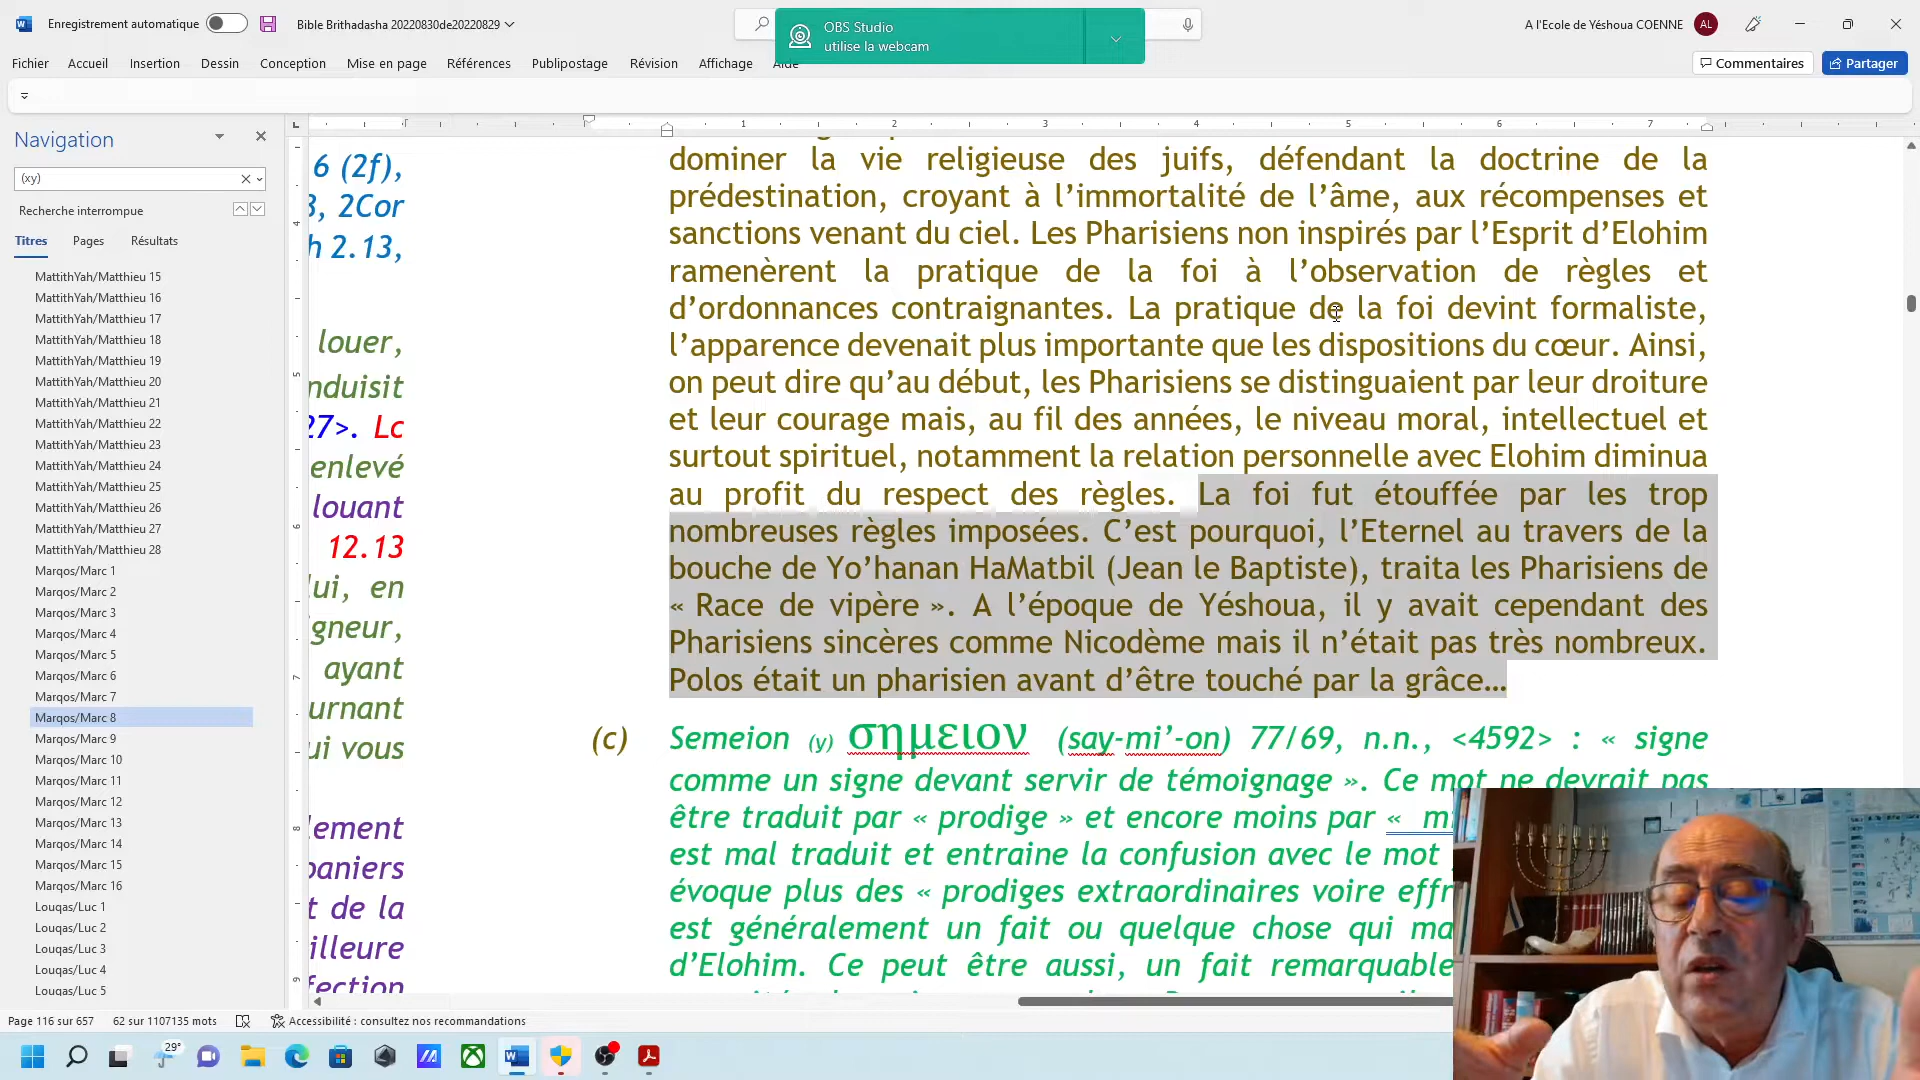 Enregistrement automatique
Bible Brithadasha 20220830de20220829
OBS Studio
utilise la webcam
A l'Ecole de Yéshoua COENNE
AL
Fichier Accueil Insertion Dessin Conception Mise en page Références Publipostage Révision Affichage Aide
Commentaires
Partager
Navigation
(xy)
Recherche interrompue
Titres Pages Résultats
MattithYah/Matthieu 15
MattithYah/Matthieu 16
MattithYah/Matthieu 17
MattithYah/Matthieu 18
MattithYah/Matthieu 19
MattithYah/Matthieu 20
MattithYah/Matthieu 21
MattithYah/Matthieu 22
MattithYah/Matthieu 23
MattithYah/Matthieu 24
MattithYah/Matthieu 25
MattithYah/Matthieu 26
MattithYah/Matthieu 27
MattithYah/Matthieu 28
Marqos/Marc 1
Marqos/Marc 2
Marqos/Marc 3
Marqos/Marc 4
Marqos/Marc 5
Marqos/Marc 6
Marqos/Marc 7
Marqos/Marc 8
Marqos/Marc 9
Marqos/Marc 10
Marqos/Marc 11
Marqos/Marc 12
Marqos/Marc 13
Marqos/Marc 14
Marqos/Marc 15
Marqos/Marc 16
Louqas/Luc 1
Louqas/Luc 2
Louqas/Luc 3
Louqas/Luc 4
Louqas/Luc 5
1 2 3 4 5 6 7
6 (2f),
3, 2Cor
h 2.13,
louer,
nduisit
27>. Lc
enlevé
louant
12.13
lui, en
igneur,
ayant
urnant
ui vous
lement
paniers
t de la
illeure
fection
dominer la vie religieuse des juifs, défendant la doctrine de la
prédestination, croyant à l'immortalité de l'âme, aux récompenses et
sanctions venant du ciel. Les Pharisiens non inspirés par l'Esprit d'Elohim
ramenèrent la pratique de la foi à l'observation de règles et
d'ordonnances contraignantes. La pratique de la foi devint formaliste,
l'apparence devenait plus importante que les dispositions du cœur. Ainsi,
on peut dire qu'au début, les Pharisiens se distinguaient par leur droiture
et leur courage mais, au fil des années, le niveau moral, intellectuel et
surtout spirituel, notamment la relation personnelle avec Elohim diminua
au profit du respect des règles. La foi fut étouffée par les trop
nombreuses règles imposées. C'est pourquoi, l'Eternel au travers de la
bouche de Yo'hanan HaMatbil (Jean le Baptiste), traita les Pharisiens de
« Race de vipère ». A l'époque de Yéshoua, il y avait cependant des
Pharisiens sincères comme Nicodème mais il n'était pas très nombreux.
Polos était un pharisien avant d'être touché par la grâce…
(c) Semeion (y) σημειον (say-mi'-on) 77/69, n.n., <4592> : « signe
comme un signe devant servir de témoignage ». Ce mot ne devrait pas
être traduit par « prodige » et encore moins par « m
est mal traduit et entraine la confusion avec le mot
évoque plus des « prodiges extraordinaires voire effr
est généralement un fait ou quelque chose qui ma
d'Elohim. Ce peut être aussi, un fait remarquable
Page 116 sur 657 62 sur 1107135 mots Accessibilité : consultez nos recommandations
29°